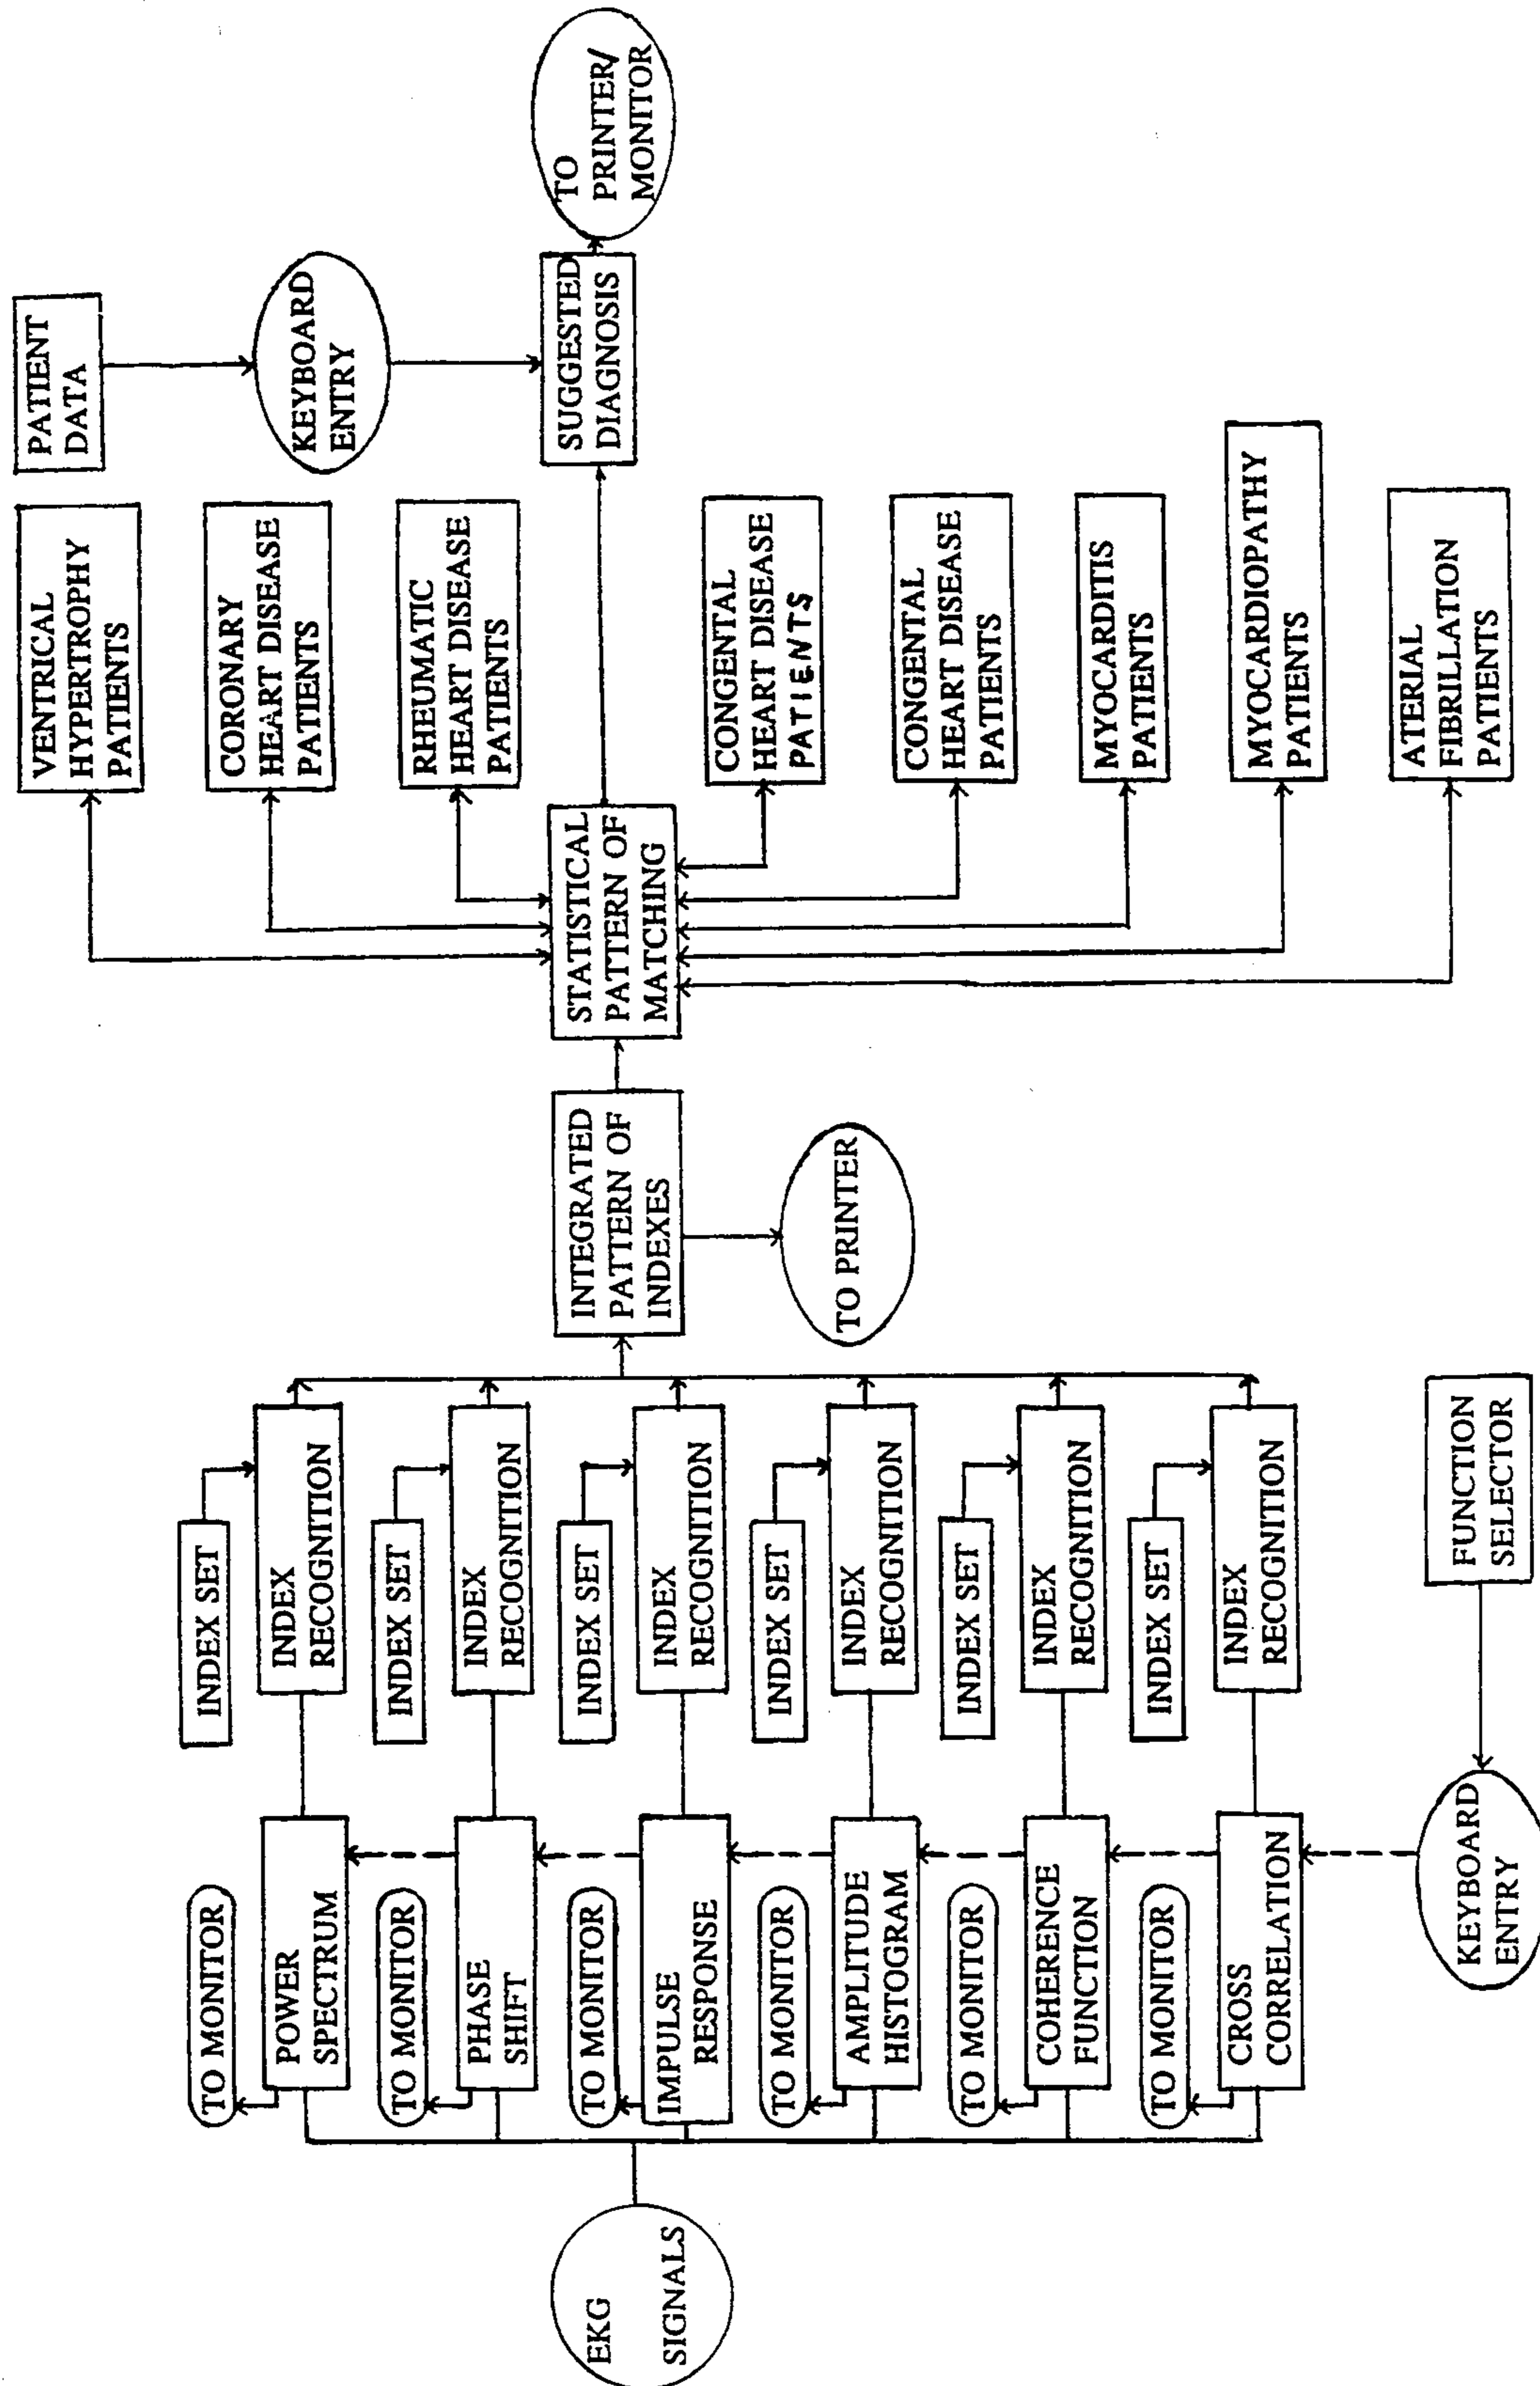 EKG
SIGNALS
TO MONITOR
POWER
SPECTRUM
INDEX SET
INDEX
RECOGNITION
TO MONITOR
PHASE
SHIFT
INDEX SET
INDEX
RECOGNITION
TO MONITOR
IMPULSE
RESPONSE
INDEX SET
INDEX
RECOGNITION
TO MONITOR
AMPLITUDE
HISTOGRAM
INDEX SET
INDEX
RECOGNITION
TO MONITOR
COHERENCE
FUNCTION
INDEX SET
INDEX
RECOGNITION
TO MONITOR
CROSS
CORRELATION
INDEX SET
INDEX
RECOGNITION
KEYBOARD
ENTRY
FUNCTION
SELECTOR
INTEGRATED
PATTERN OF
INDEXES
TO PRINTER
STATISTICAL
PATTERN OF
MATCHING
VENTRICAL
HYPERTROPHY
PATIENTS
CORONARY
HEART DISEASE
PATIENTS
RHEUMATIC
HEART DISEASE
PATIENTS
CONGENTAL
HEART DISEASE
PATIENTS
CONGENTAL
HEART DISEASE
PATIENTS
MYOCARDITIS
PATIENTS
MYOCARDIOPATHY
PATIENTS
ATERIAL
FIBRILLATION
PATIENTS
PATIENT
DATA
KEYBOARD
ENTRY
SUGGESTED
DIAGNOSIS
TO
PRINTER/
MONITOR